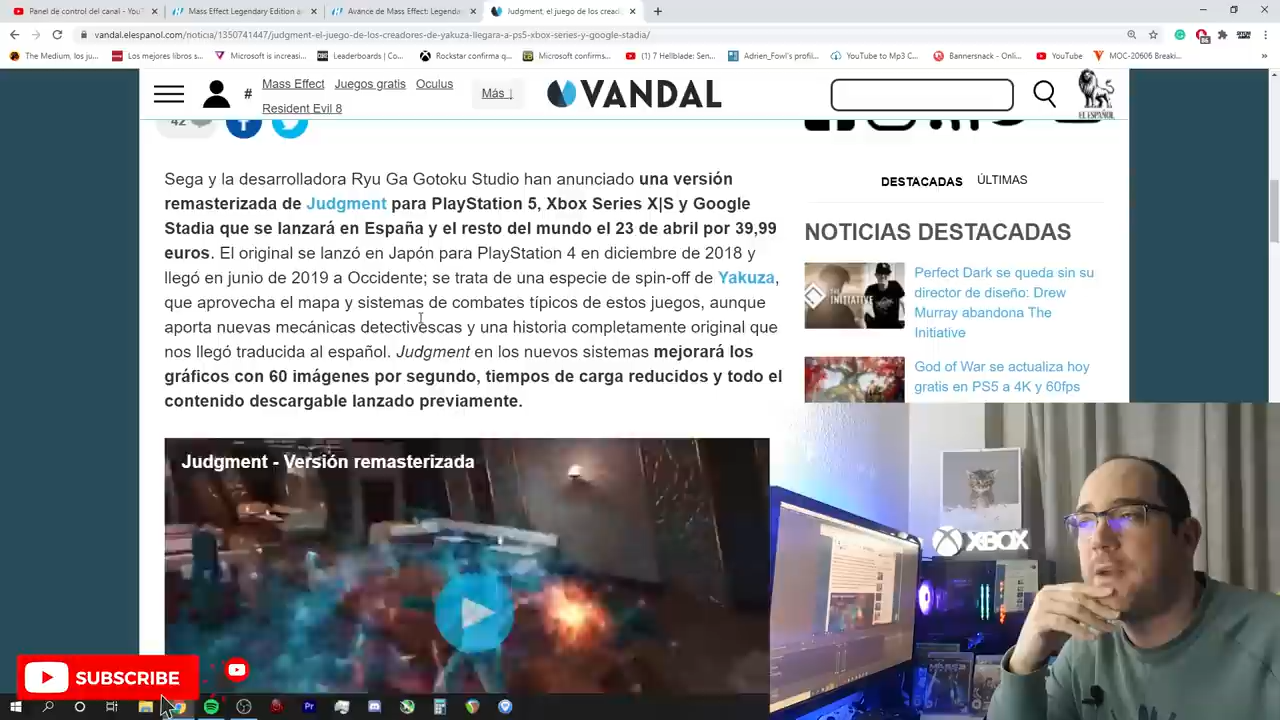 Panel de control del canal - YouT
Mass Effect Legendary Edition a
Avance de Mass Effect: Legendar
Judgment, el juego de los creado
vandal.elespanol.com/noticia/1350741447/judgment-el-juego-de-los-creadores-de-yakuza-llegara-a-ps5-xbox-series-y-google-stadia/
The Medium, los ju...
Los mejores libros s...
Microsoft is increasi...
Leaderboards | Co...
Rockstar confirma q...
(1) 7 Hellblade: Sen...
Adrien_Fowl's profil...
YouTube to Mp3 C...
Bannersnack - Onli...
YouTube
MOC-20606 Breaki...
# Mass Effect Juegos gratis Oculus
Resident Evil 8
Más ↓
VANDAL
EL ESPAÑOL
42
Sega y la desarrolladora Ryu Ga Gotoku Studio han anunciado una versión
remasterizada de Judgment para PlayStation 5, Xbox Series X|S y Google
Stadia que se lanzará en España y el resto del mundo el 23 de abril por 39,99
euros. El original se lanzó en Japón para PlayStation 4 en diciembre de 2018 y
llegó en junio de 2019 a Occidente; se trata de una especie de spin-off de Yakuza,
que aprovecha el mapa y sistemas de combates típicos de estos juegos, aunque
aporta nuevas mecánicas detectivescas y una historia completamente original que
nos llegó traducida al español. Judgment en los nuevos sistemas mejorará los
gráficos con 60 imágenes por segundo, tiempos de carga reducidos y todo el
contenido descargable lanzado previamente.
DESTACADAS ÚLTIMAS
NOTICIAS DESTACADAS
Perfect Dark se queda sin su
director de diseño: Drew
Murray abandona The
Initiative
THE INITIATIVE
God of War se actualiza hoy
gratis en PS5 a 4K y 60fps
Judgment - Versión remasterizada
XBOX
SUBSCRIBE
Pr